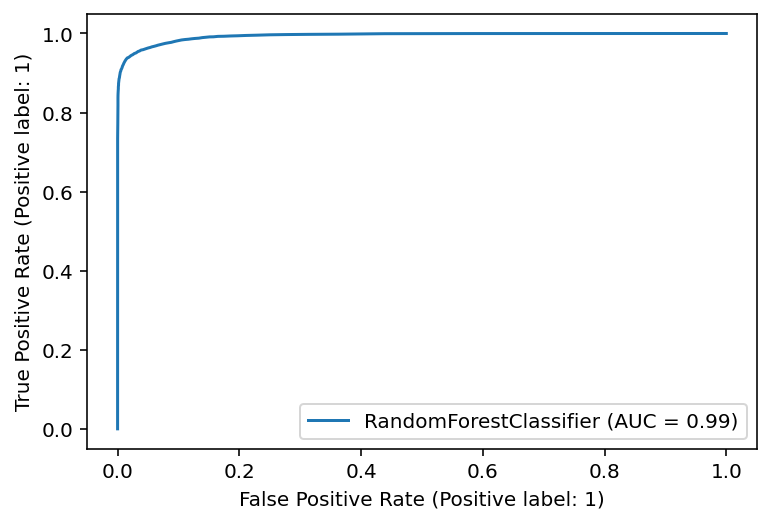 True Positive Rate (Positive label: 1)
1.0
0.8
0.6
0.4
0.2
0.0
RandomForestClassifier (AUC = 0.99)
0.0 0.2 0.4 0.6 0.8 1.0
False Positive Rate (Positive label: 1)